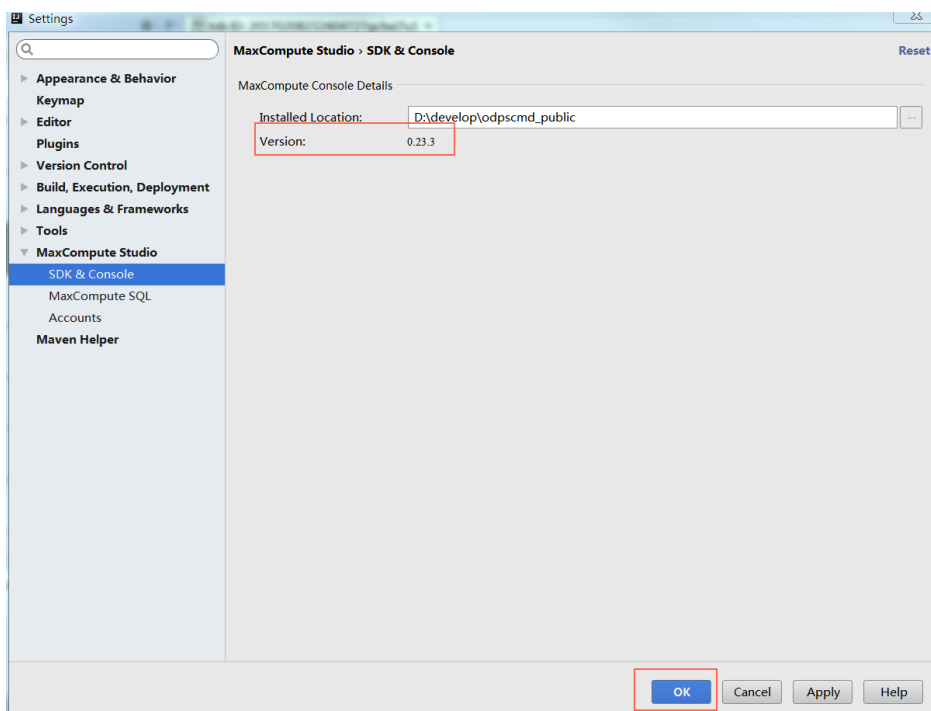 Settings
MaxCompute Studio › SDK & Console
Reset
Appearance & Behavior
Keymap
Editor
Plugins
Version Control
Build, Execution, Deployment
Languages & Frameworks
Tools
MaxCompute Studio
SDK & Console
MaxCompute SQL
Accounts
Maven Helper
MaxCompute Console Details
Installed Location: D:\develop\odpscmd_public ...
Version: 0.23.3
OK Cancel Apply Help